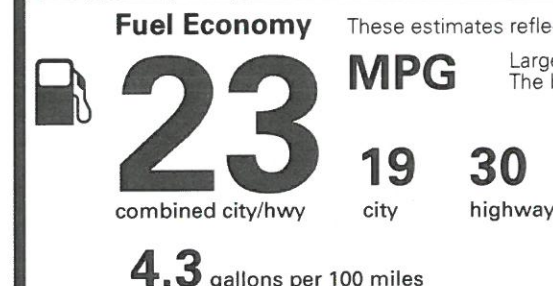 Fuel Economy These estimates refle
23 MPG Large
The
19 30
combined city/hwy city highway
4.3 gallons per 100 miles